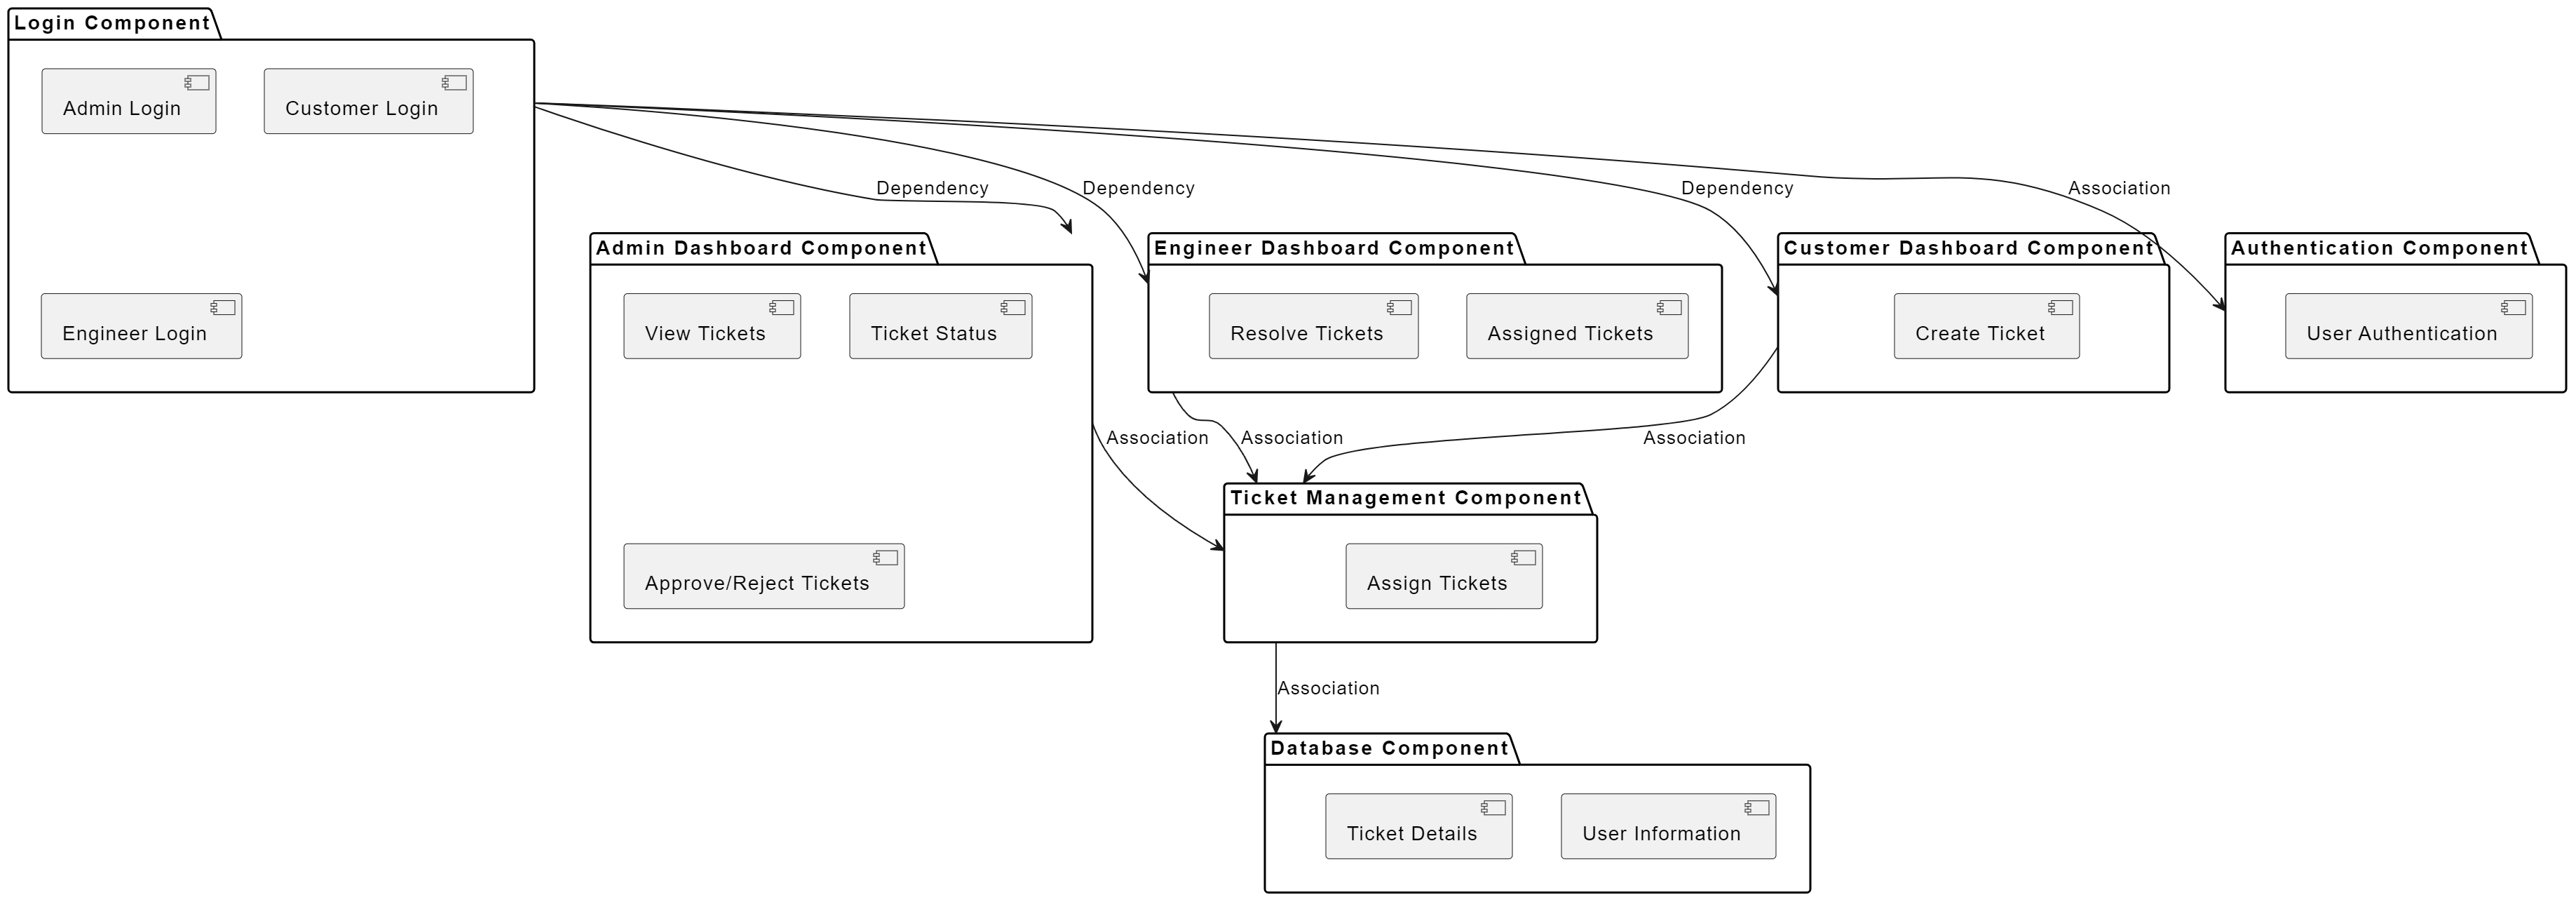 Login Component
Admin Login
Customer Login
Engineer Login
Dependency
Dependency
Dependency
Association
Admin Dashboard Component
View Tickets
Ticket Status
Approve/Reject Tickets
Engineer Dashboard Component
Resolve Tickets
Assigned Tickets
Customer Dashboard Component
Create Ticket
Authentication Component
User Authentication
Association
Association
Association
Ticket Management Component
Assign Tickets
Association
Database Component
Ticket Details
User Information